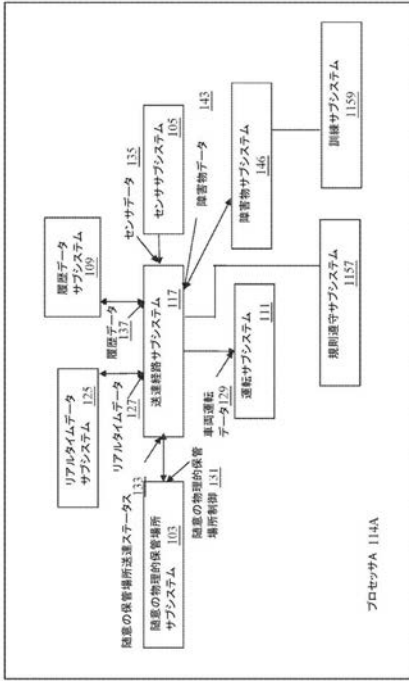 リアルタイムデータ
サブシステム
125
履歴データ
サブシステム
109
リアルタイムデータ
127
履歴データ
137
センサデータ
135
センササブシステム
105
随意の保管場所送達ステータス
133
随意の物理的保管場所
サブシステム
103
送達経路サブシステム
117
障害物データ
143
随意の物理的保管
場所制御 131
車両運転
データ129
運転サブシステム
111
障害物サブシステム
146
規則遵守サブシステム
1157
訓練サブシステム
1159
プロセッサA 114A